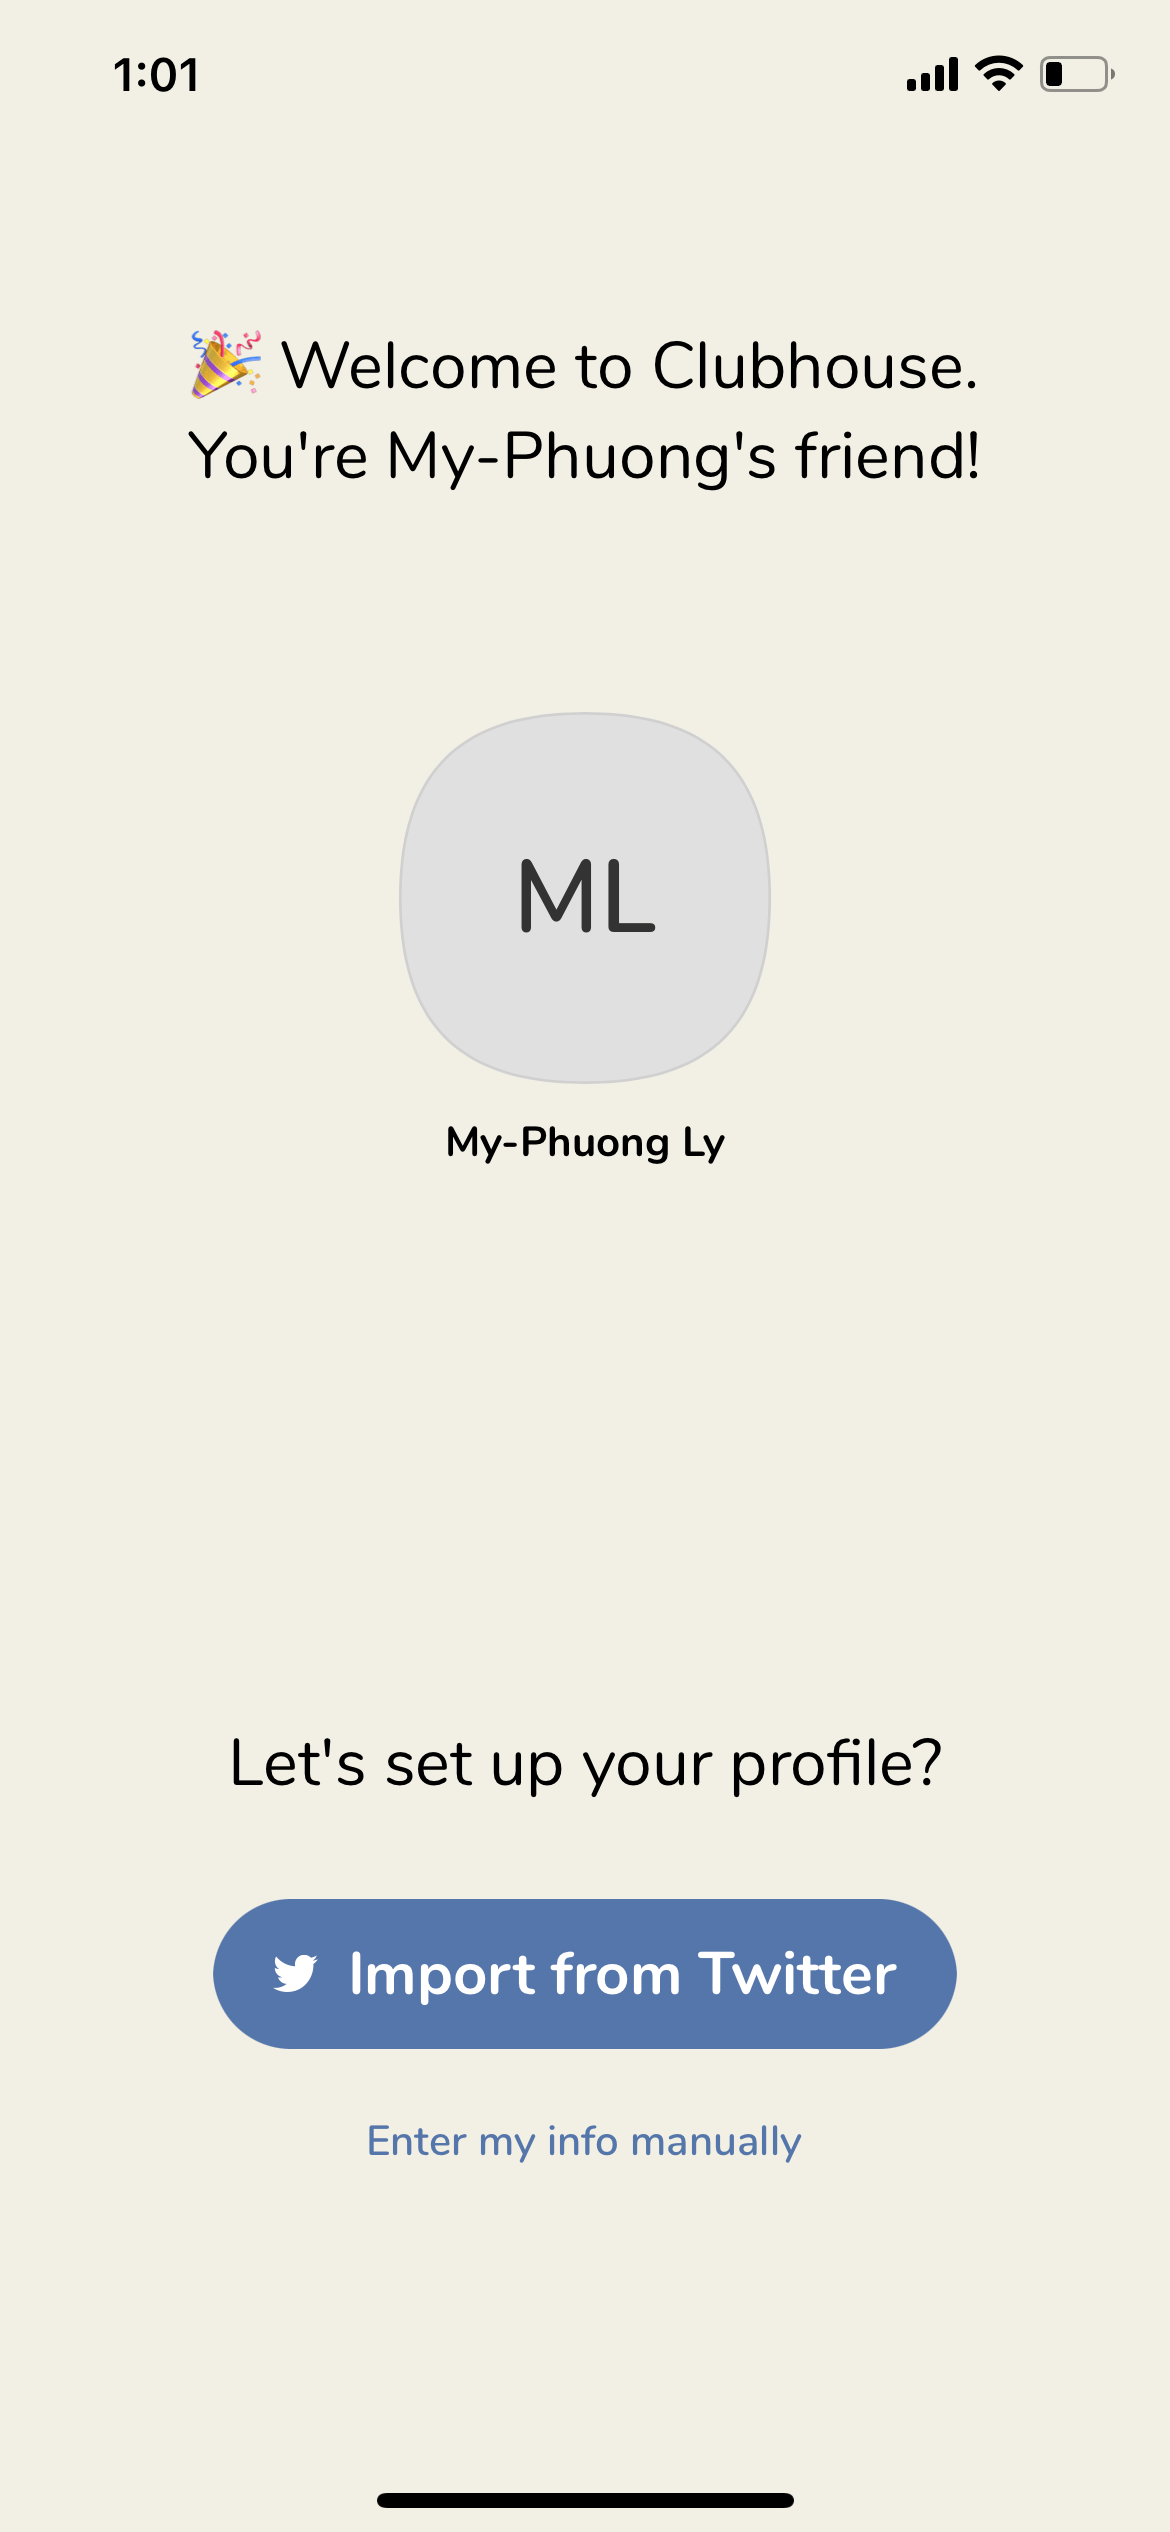 1:01
🎉 Welcome to Clubhouse.
You're My-Phuong's friend!
ML
My-Phuong Ly
Let's set up your profile?
Import from Twitter
Enter my info manually